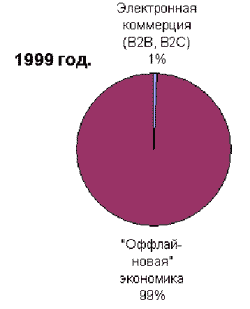 Электронная
коммерция
(B2B, B2C)
1%
1999 год.
"Оффлай-
новая"
экономика
99%